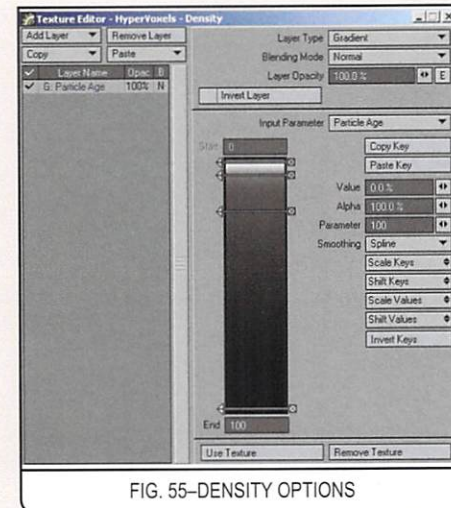 Texture Editor - HyperVoxels - Density
Add Layer Remove Layer
Copy Paste
Layer Name Opac B
G: Particle Age 100% N
Layer Type Gradient
Blending Mode Normal
Layer Opacity 100.0 % E
Invert Layer
Input Parameter Particle Age
Start 0
Copy Key
Paste Key
Value 0.0 %
Alpha 100.0 %
Parameter 100
Smoothing Spline
Scale Keys
Shift Keys
Scale Values
Shift Values
Invert Keys
End 100
Use Texture Remove Texture
FIG. 55–DENSITY OPTIONS